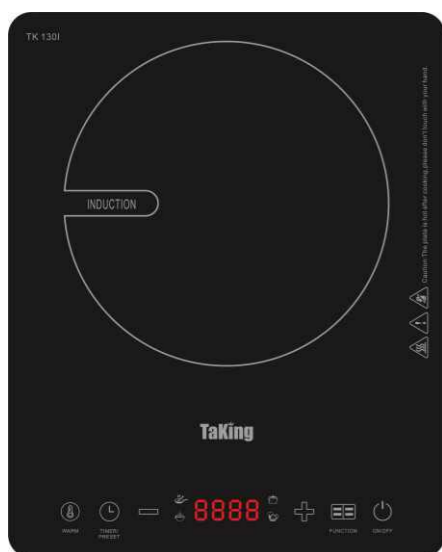 TK 130I
Caution:The plate is hot after cooking,please don't touch with your hand.
INDUCTION
TaKing
8888
WARM
TIMER/
PRESET
FUNCTION
ON/OFF